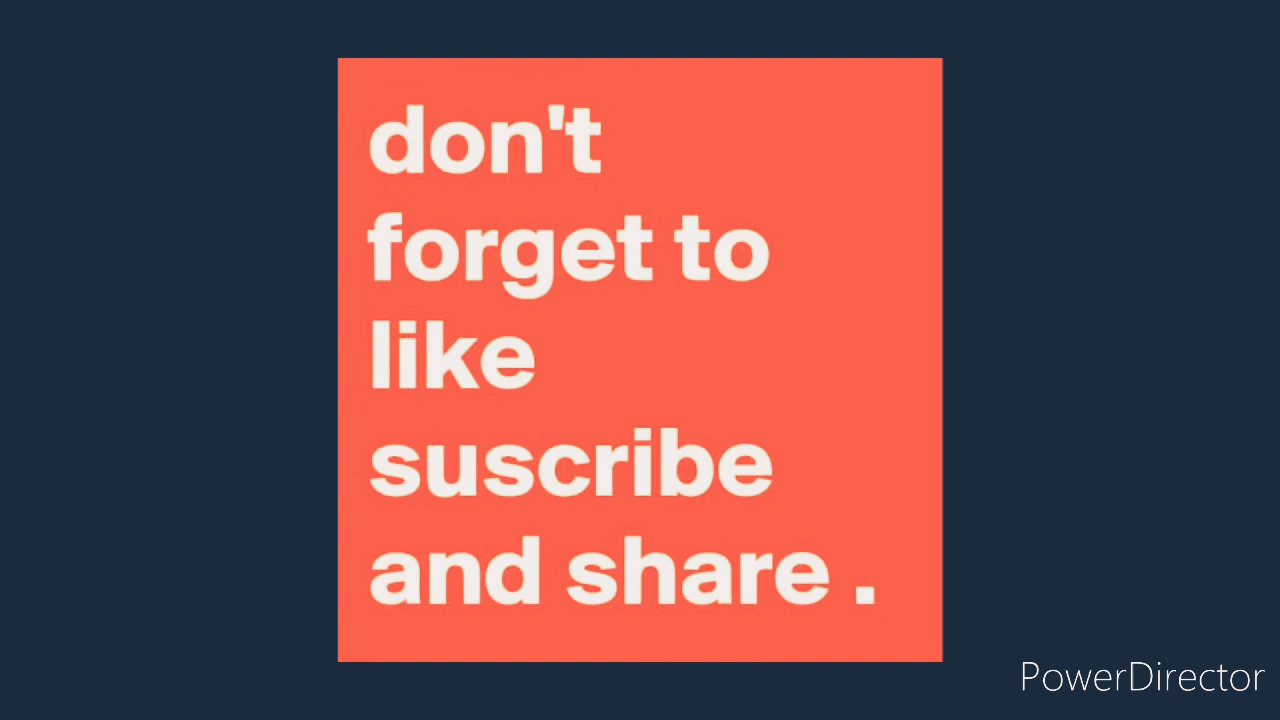 don't
forget to
like
suscribe
and share .
PowerDirector